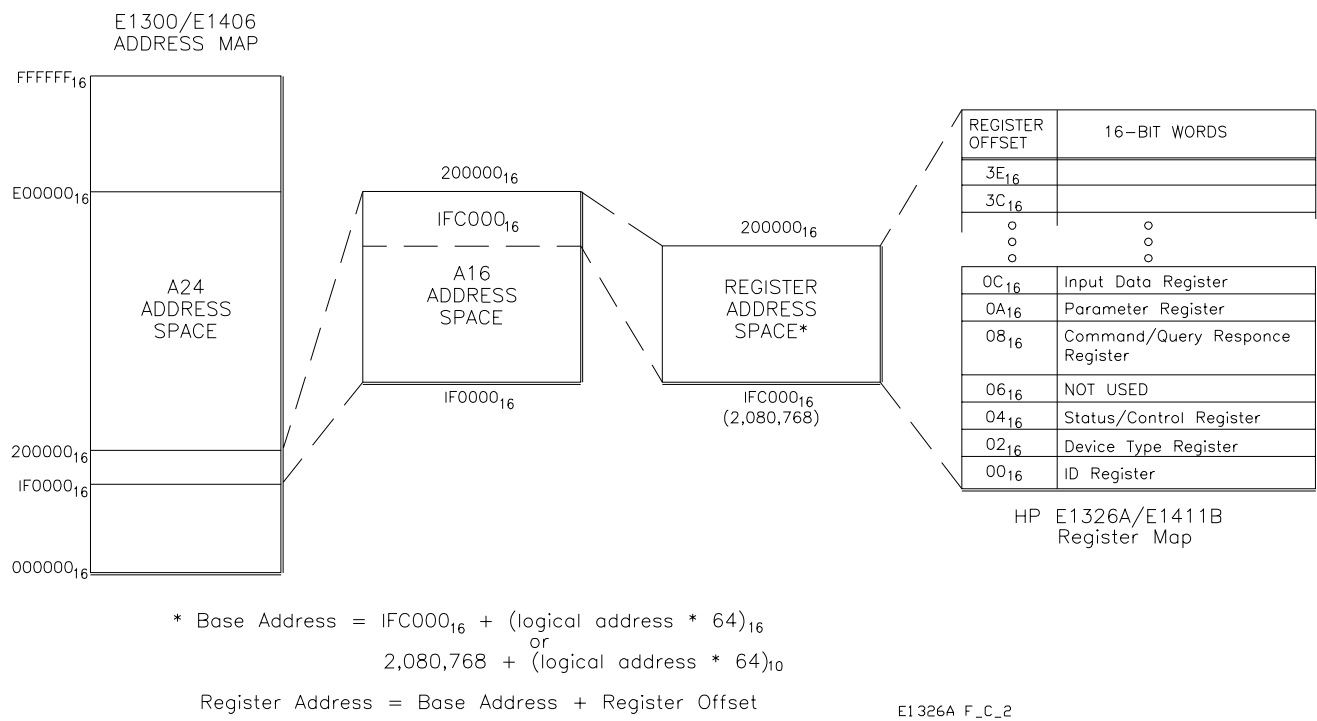 E1300/E1406
ADDRESS MAP
FFFFFF16
E0000016
A24
ADDRESS
SPACE
20000016
IF000016
00000016
20000016
IFC00016
A16
ADDRESS
SPACE
IF000016
20000016
REGISTER
ADDRESS
SPACE*
IFC00016
(2,080,768)
REGISTER
OFFSET
16-BIT WORDS
3E16
3C16
0C16 Input Data Register
0A16 Parameter Register
0816 Command/Query Responce
Register
0616 NOT USED
0416 Status/Control Register
0216 Device Type Register
0016 ID Register
HP E1326A/E1411B
Register Map
* Base Address = IFC00016 + (logical address * 64)16
or
2,080,768 + (logical address * 64)10
Register Address = Base Address + Register Offset
E1326A F_C_2